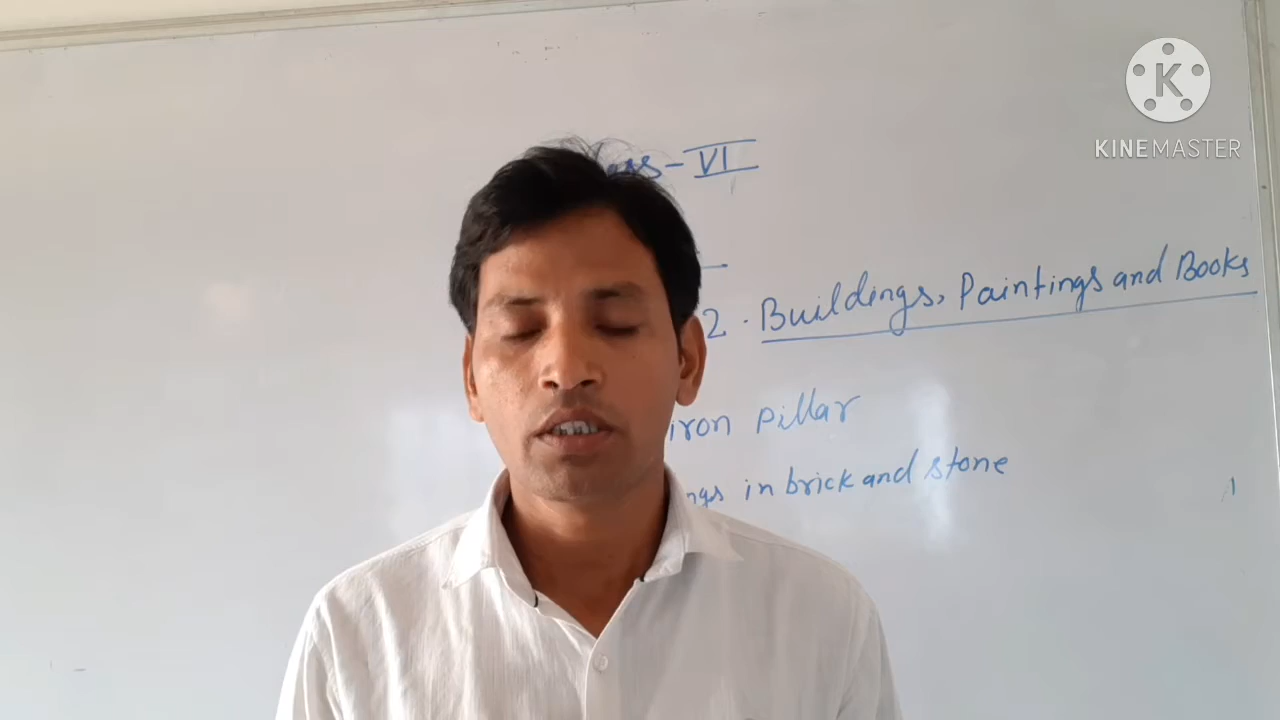 KINEMASTER
VI
2. Buildings, Paintings and Books
iron pillar
in brick and stone